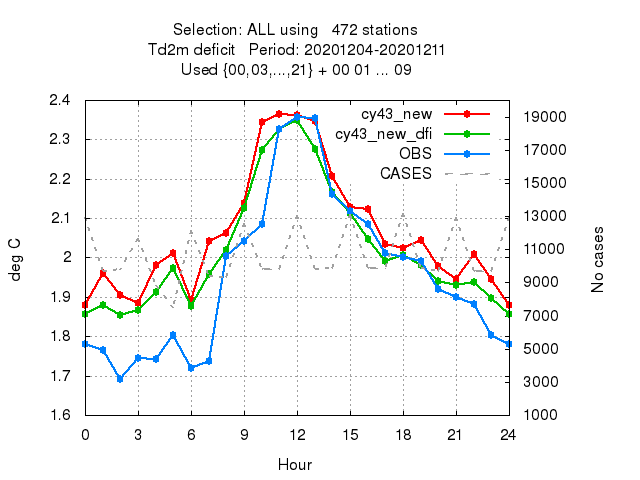 Selection: ALL using   472 stations
Td2m deficit   Period: 20201204-20201211
Used {00,03,...,21} + 00 01 ... 09
cy43_new
cy43_new_dfi
OBS
CASES
2.4
2.3
2.2
2.1
2
1.9
1.8
1.7
1.6
19000
17000
15000
13000
11000
9000
7000
5000
3000
1000
deg C
No cases
0 3 6 9 12 15 18 21 24
Hour